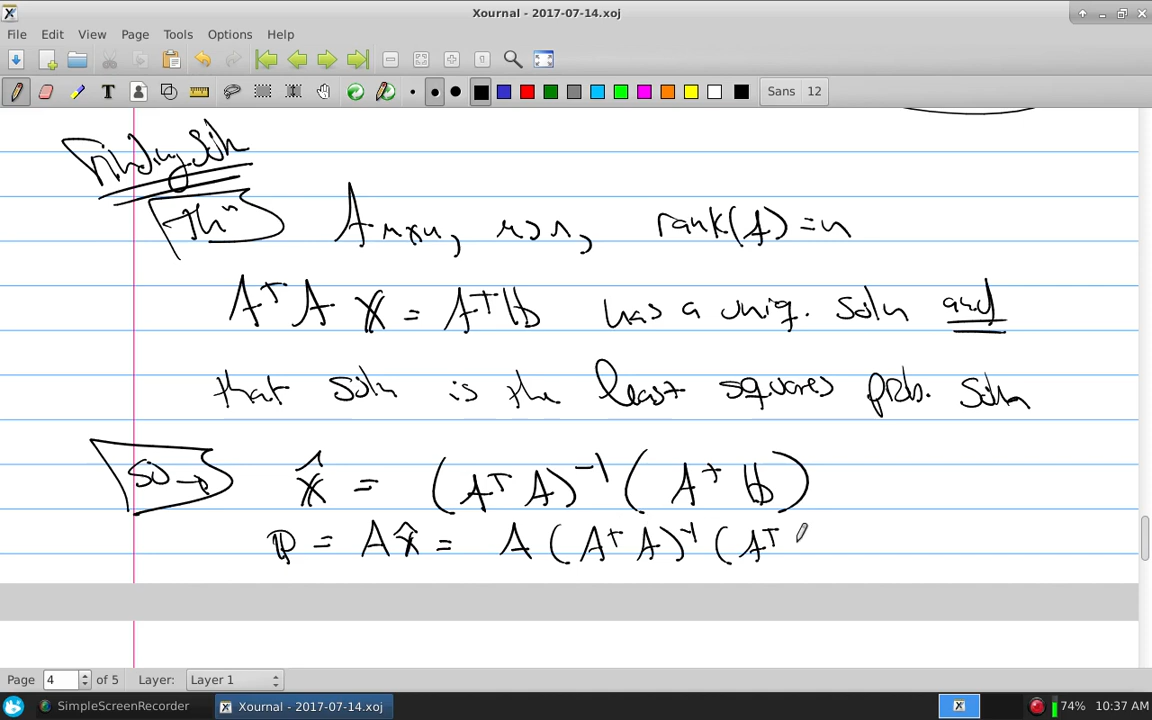 Xournal - 2017-07-14.xoj
File Edit View Page Tools Options Help
Sans 12
Finding Soln
Thⁿ A m×n, m>n, rank(A)=n
AᵀA 𝕏 = Aᵀ𝕓 has a uniq. soln and
that soln is the least squares prob. soln
SO→ 𝕏̂ = (AᵀA)⁻¹(Aᵀ𝕓)
ℙ = A𝕏̂ = A(AᵀA)⁻¹(Aᵀ
Page 4 of 5 Layer: Layer 1
SimpleScreenRecorder Xournal - 2017-07-14.xoj 74% 10:37 AM